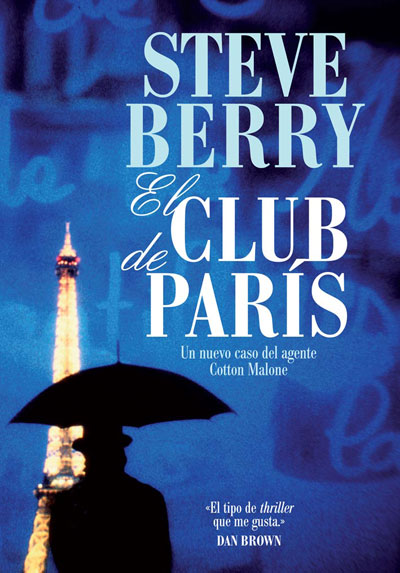 STEVE
BERRY
El
CLUB
de
PARÍS
Un nuevo caso del agente
Cotton Malone
«El tipo de thriller
que me gusta.»
DAN BROWN